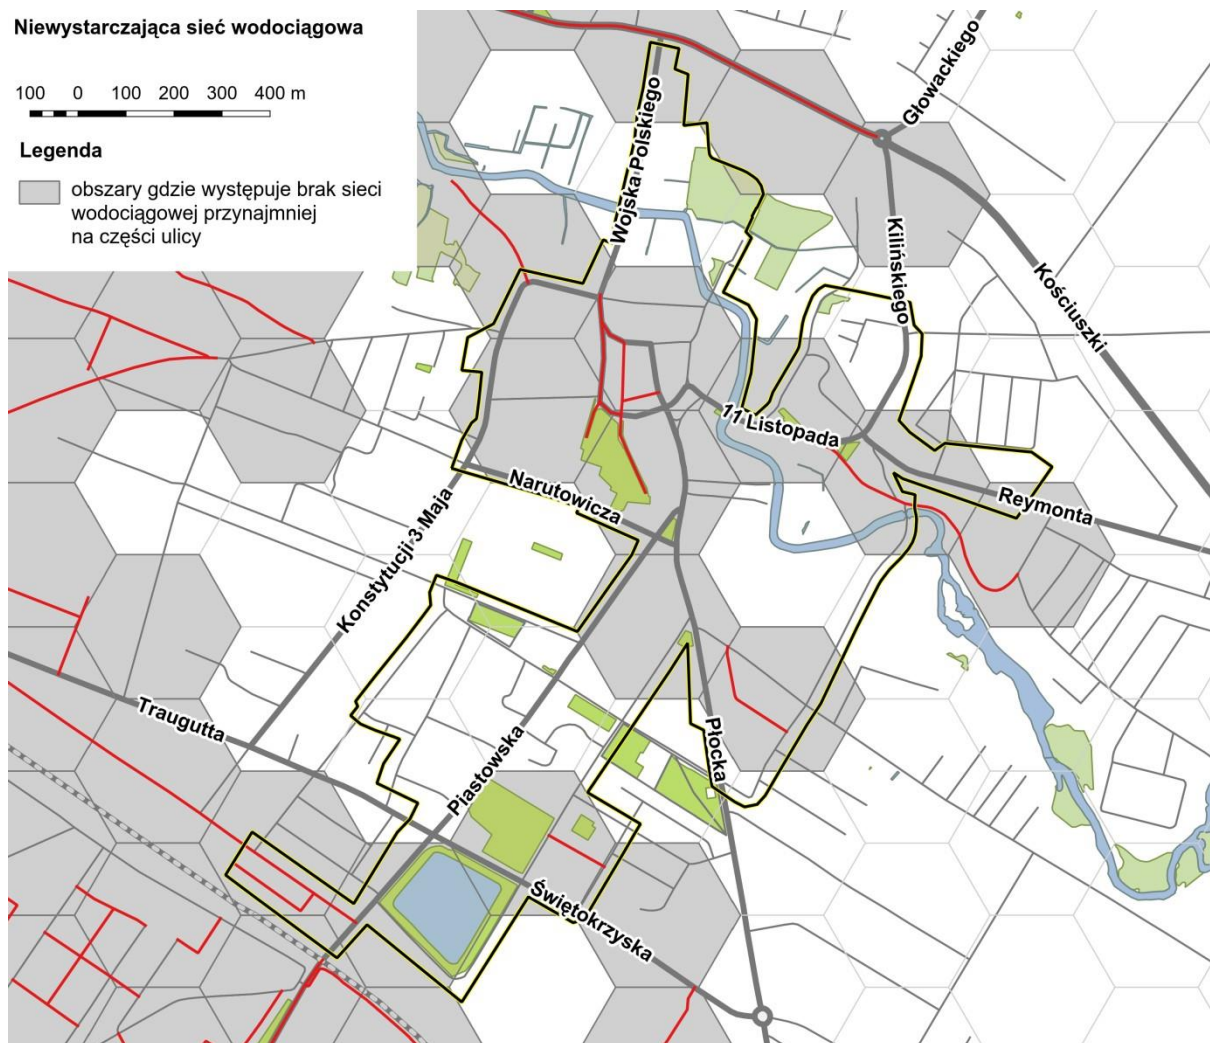 Niewystarczająca sieć wodociągowa
100 0 100 200 300 400 m
Legenda
obszary gdzie występuje brak sieci
wodociągowej przynajmniej
na części ulicy
Głowackiego
Wojska Polskiego
Kilińskiego
Kościuszki
11 Listopada
Narutowicza
Reymonta
Konstytucji 3 Maja
Traugutta
Piastowska
Płocka
Świętokrzyska